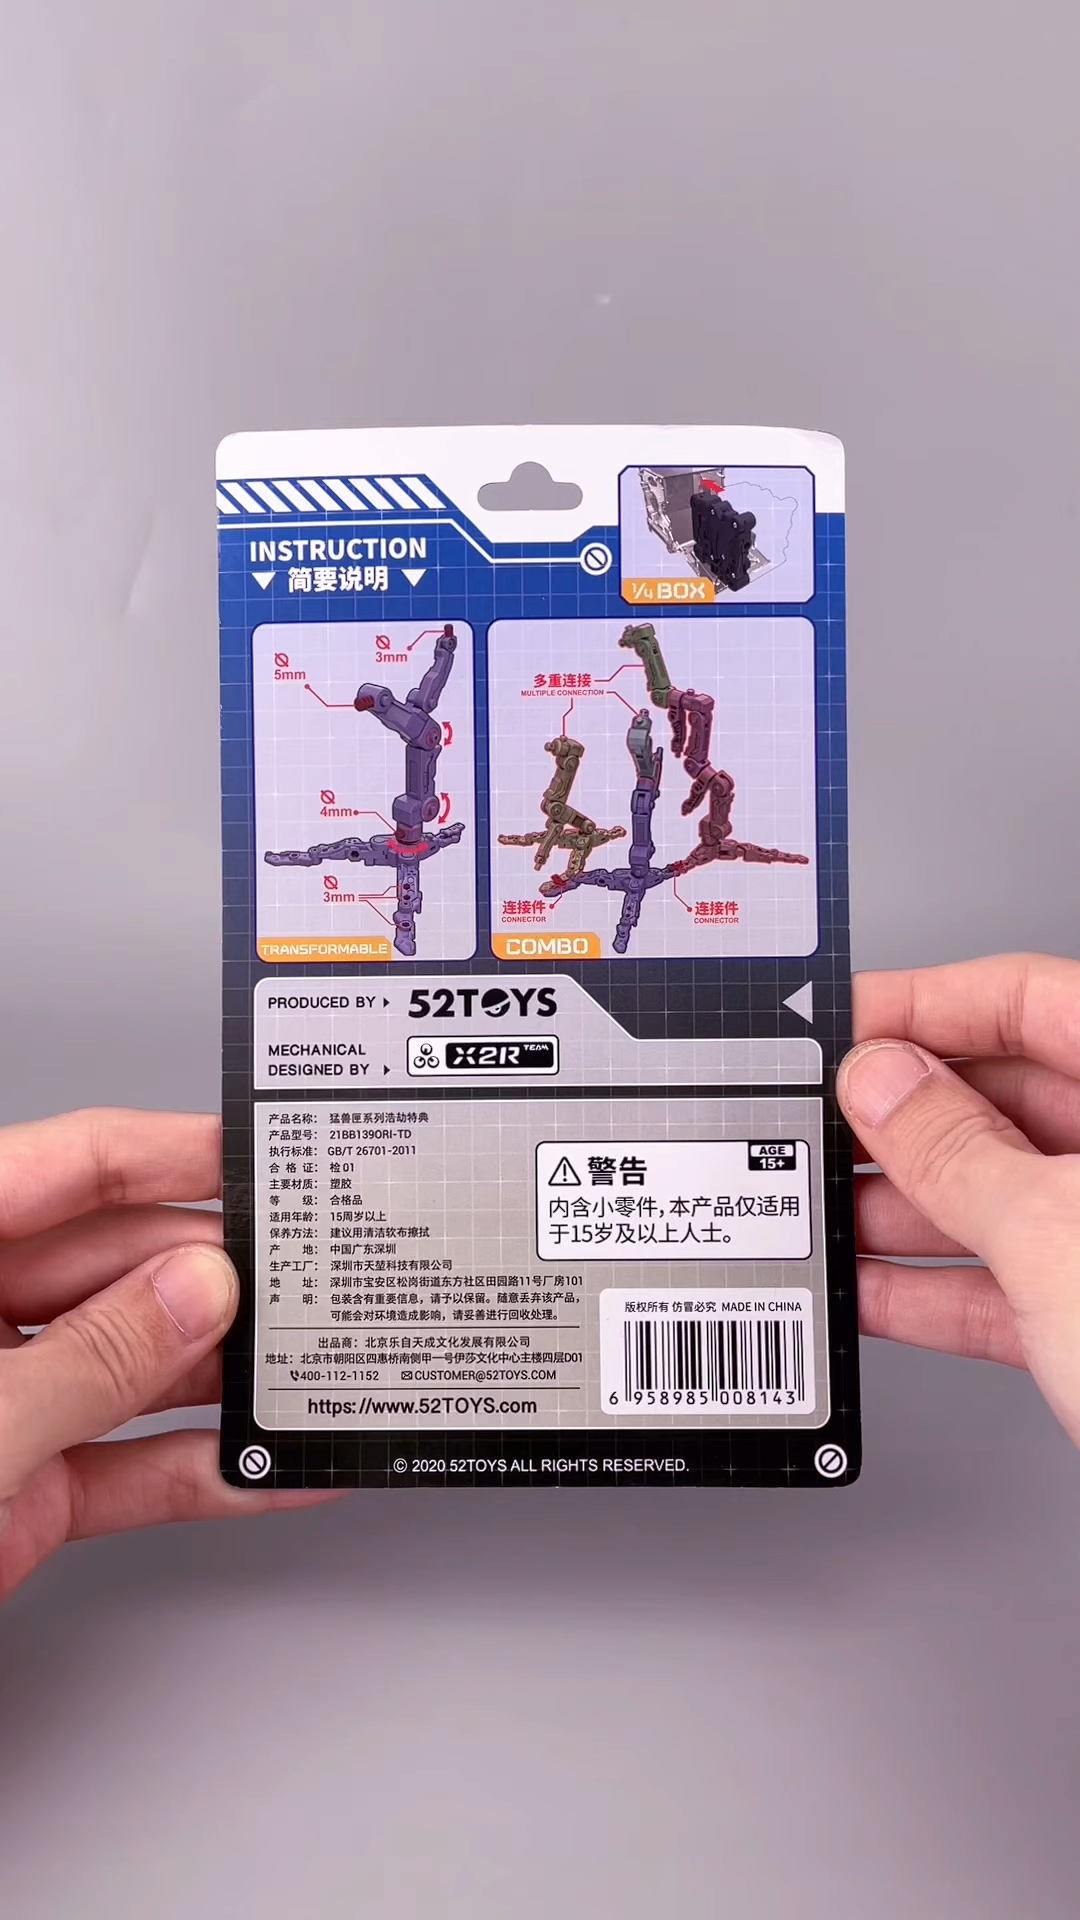 INSTRUCTION
简要说明
1/4 BOX
Ø 5mm
Ø 3mm
Ø 4mm
Ø 3mm
TRANSFORMABLE
多重连接
MULTIPLE CONNECTION
连接件
CONNECTOR
连接件
CONNECTOR
COMBO
PRODUCED BY
52TOYS
MECHANICAL
DESIGNED BY
X2R TEAM
产品名称： 猛兽匣系列浩劫特典
产品型号： 21BB139ORI-TD
执行标准： GB/T 26701-2011
合 格 证： 检 01
主要材质： 塑胶
等 级： 合格品
适用年龄： 15周岁以上
保养方法： 建议用清洁软布擦拭
产 地： 中国广东深圳
生产工厂： 深圳市天堃科技有限公司
地 址： 深圳市宝安区松岗街道东方社区田园路11号厂房101
声 明： 包装含有重要信息，请予以保留。随意丢弃该产品，
可能会对环境造成影响，请妥善进行回收处理。
出品商：北京乐自天成文化发展有限公司
地址：北京市朝阳区四惠桥南侧甲一号伊莎文化中心主楼四层D01
400-112-1152 CUSTOMER@52TOYS.COM
https://www.52TOYS.com
警告
AGE
15+
内含小零件，本产品仅适用
于15岁及以上人士。
版权所有 仿冒必究 MADE IN CHINA
6 958985 008143
© 2020 52TOYS ALL RIGHTS RESERVED.